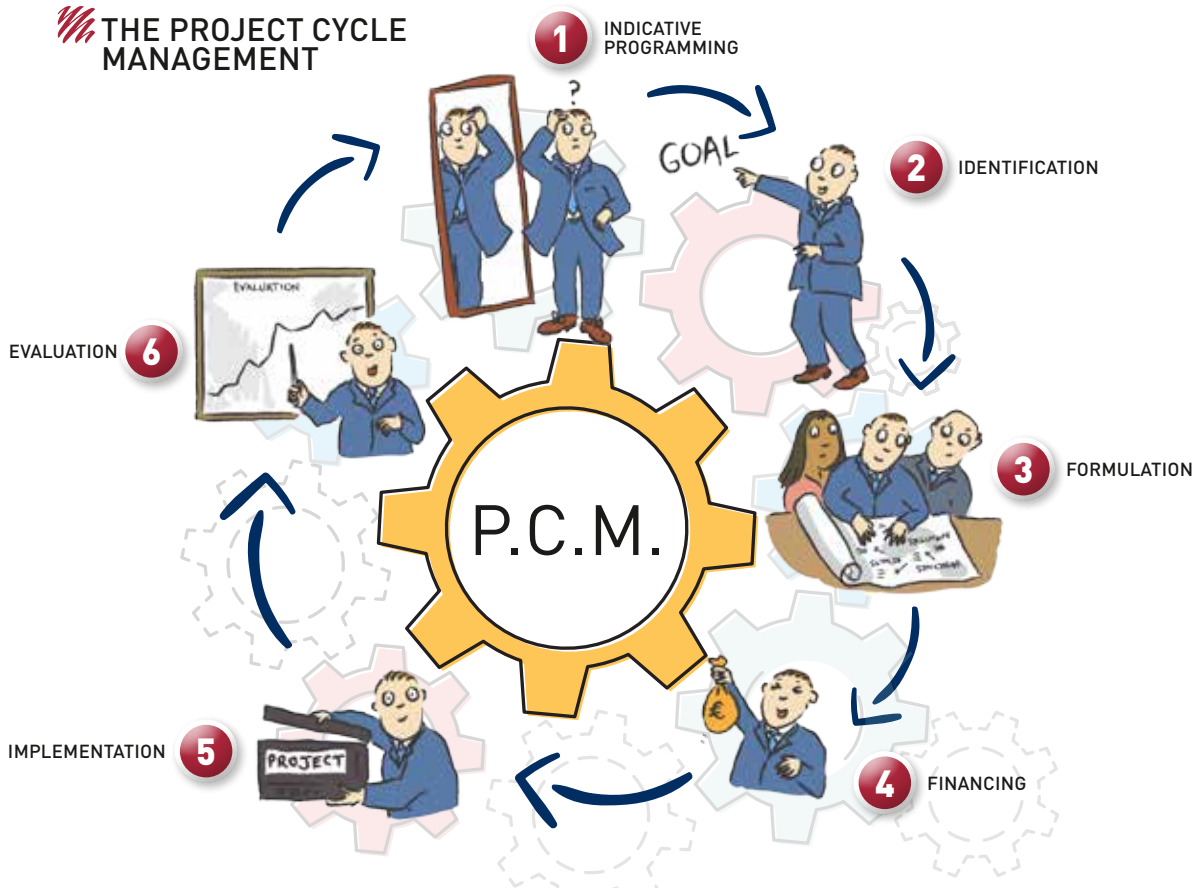 THE PROJECT CYCLE
MANAGEMENT
1
INDICATIVE
PROGRAMMING
?
GOAL
2
IDENTIFICATION
3
FORMULATION
4
FINANCING
€
5
IMPLEMENTATION
PROJECT
6
EVALUATION
EVALUATION
P.C.M.